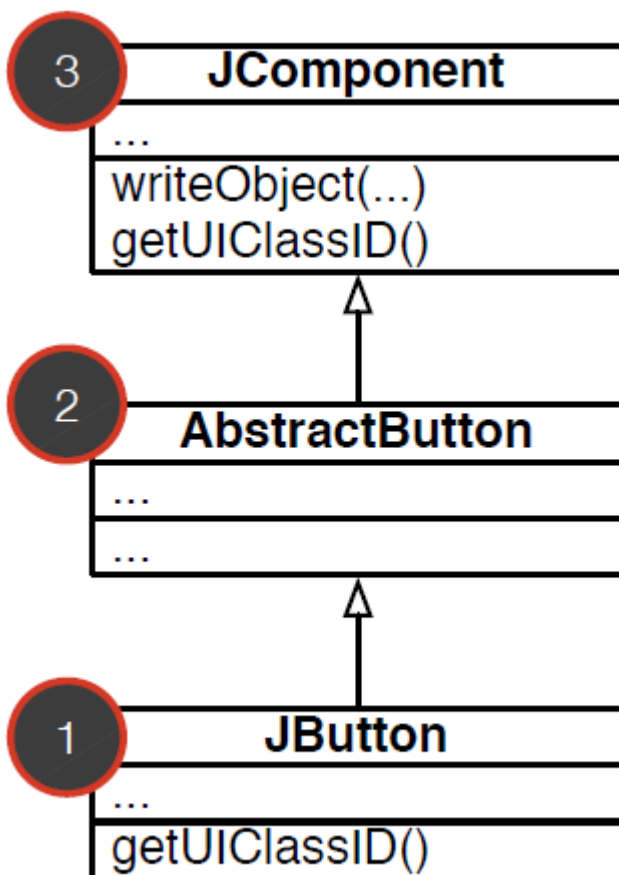 3
JComponent
...
writeObject(...)
getUIClassID()
2
AbstractButton
...
...
1
JButton
...
getUIClassID()